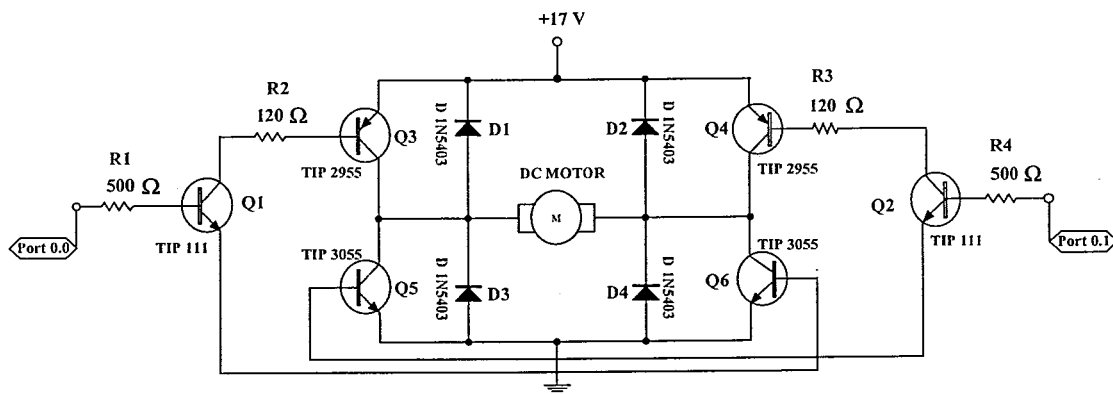 +17 V
R2
120 Ω
R3
120 Ω
R1
500 Ω
R4
500 Ω
Q3
TIP 2955
D 1N5403
D1
D2
D 1N5403
Q4
TIP 2955
DC MOTOR
M
Q1
TIP 111
Q2
TIP 111
Port 0.0
Port 0.1
TIP 3055
Q5
D 1N5403
D3
D4
D 1N5403
TIP 3055
Q6